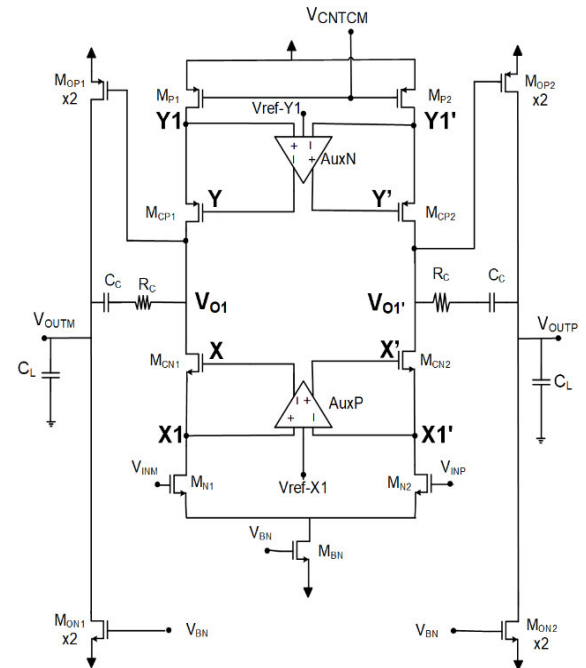 VCNTCM
MOP1
x2
MP1
MP2
MOP2
x2
Vref-Y1
Y1
Y1'
+ I
I +
AuxN
Y
Y'
MCP1
MCP2
CC
RC
RC
CC
VO1
VO1'
VOUTM
VOUTP
X
X'
CL
CL
MCN1
MCN2
I +
+ I
AuxP
X1
X1'
VINM
VINP
MN1
MN2
Vref-X1
VBN
MBN
MON1
x2
VBN
VBN
MON2
x2